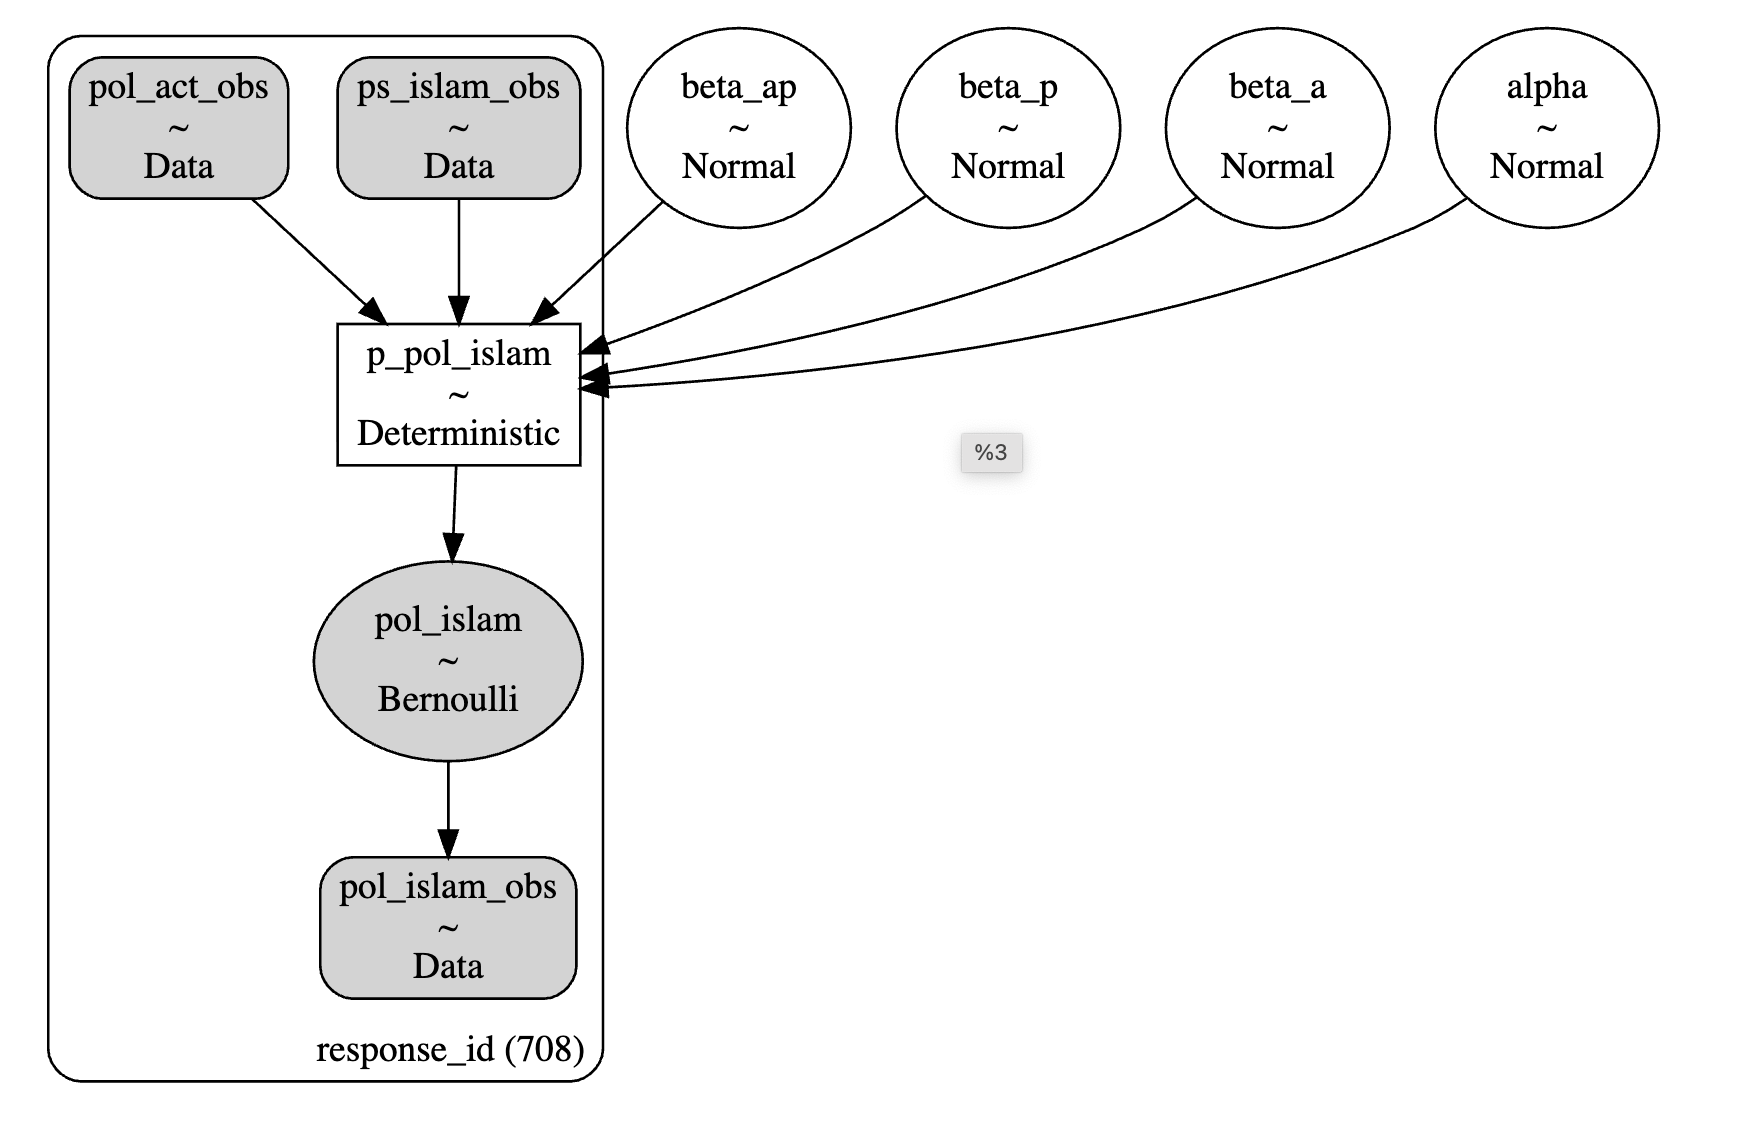 pol_act_obs
~
Data
ps_islam_obs
~
Data
beta_ap
~
Normal
beta_p
~
Normal
beta_a
~
Normal
alpha
~
Normal
p_pol_islam
~
Deterministic
%3
pol_islam
~
Bernoulli
pol_islam_obs
~
Data
response_id (708)